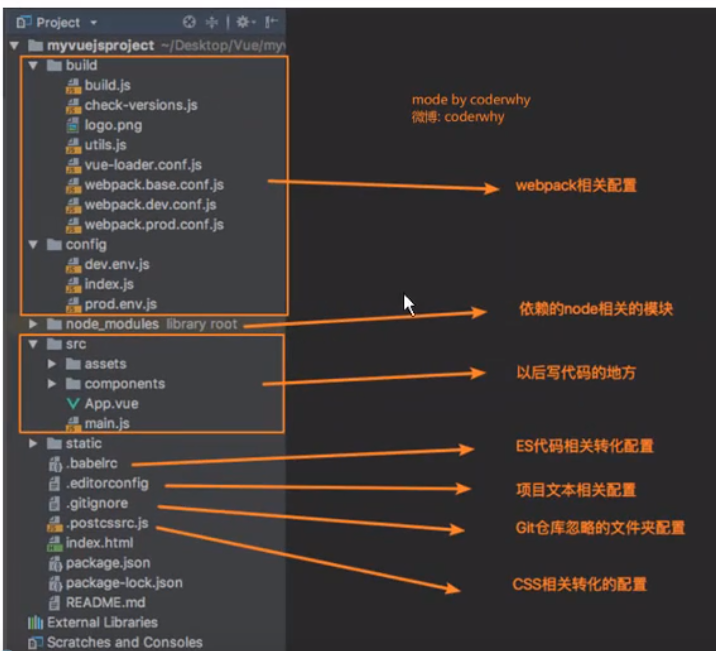 Project
myvuejsproject ~/Desktop/Vue/my
build
build.js
check-versions.js
logo.png
utils.js
vue-loader.conf.js
webpack.base.conf.js
webpack.dev.conf.js
webpack.prod.conf.js
config
dev.env.js
index.js
prod.env.js
node_modules library root
src
assets
components
App.vue
main.js
static
.babelrc
.editorconfig
.gitignore
.postcssrc.js
index.html
package.json
package-lock.json
README.md
External Libraries
Scratches and Consoles
mode by coderwhy
微博: coderwhy
webpack相关配置
依赖的node相关的模块
以后写代码的地方
ES代码相关转化配置
项目文本相关配置
Git仓库忽略的文件夹配置
CSS相关转化的配置